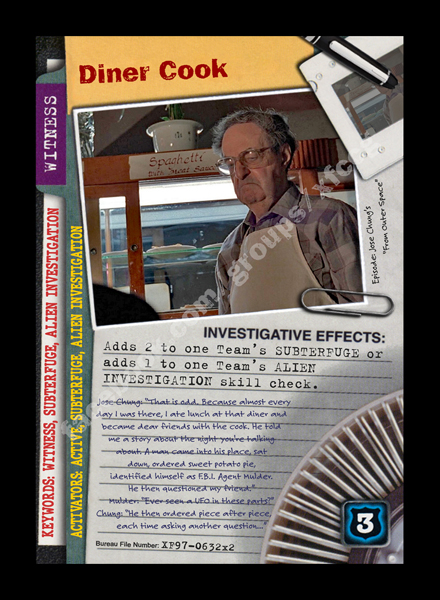 Diner Cook
WITNESS
Spaghetti
with "Meat Sauce"
Episode: Jose Chung's
"From Outer Space"
KEYWORDS: WITNESS, SUBTERFUGE, ALIEN INVESTIGATION
ACTIVATORS: ACTIVE, SUBTERFUGE, ALIEN INVESTIGATION
INVESTIGATIVE EFFECTS:
Adds 2 to one Team's SUBTERFUGE or
adds 1 to one Team's ALIEN
INVESTIGATION skill check.
Jose Chung: "That is odd. Because almost every
day I was there, I ate lunch at that diner and
became dear friends with the cook. He told
me a story about the night you're talking
about. A man came into his place, sat
down, ordered sweet potato pie,
identified himself as F.B.I. Agent Mulder.
He then questioned my friend."
Mulder: "Ever seen a UFO in these parts?"
Chung: "He then ordered piece after piece,
each time asking another question..."
Bureau File Number: XF97-0632x2
3